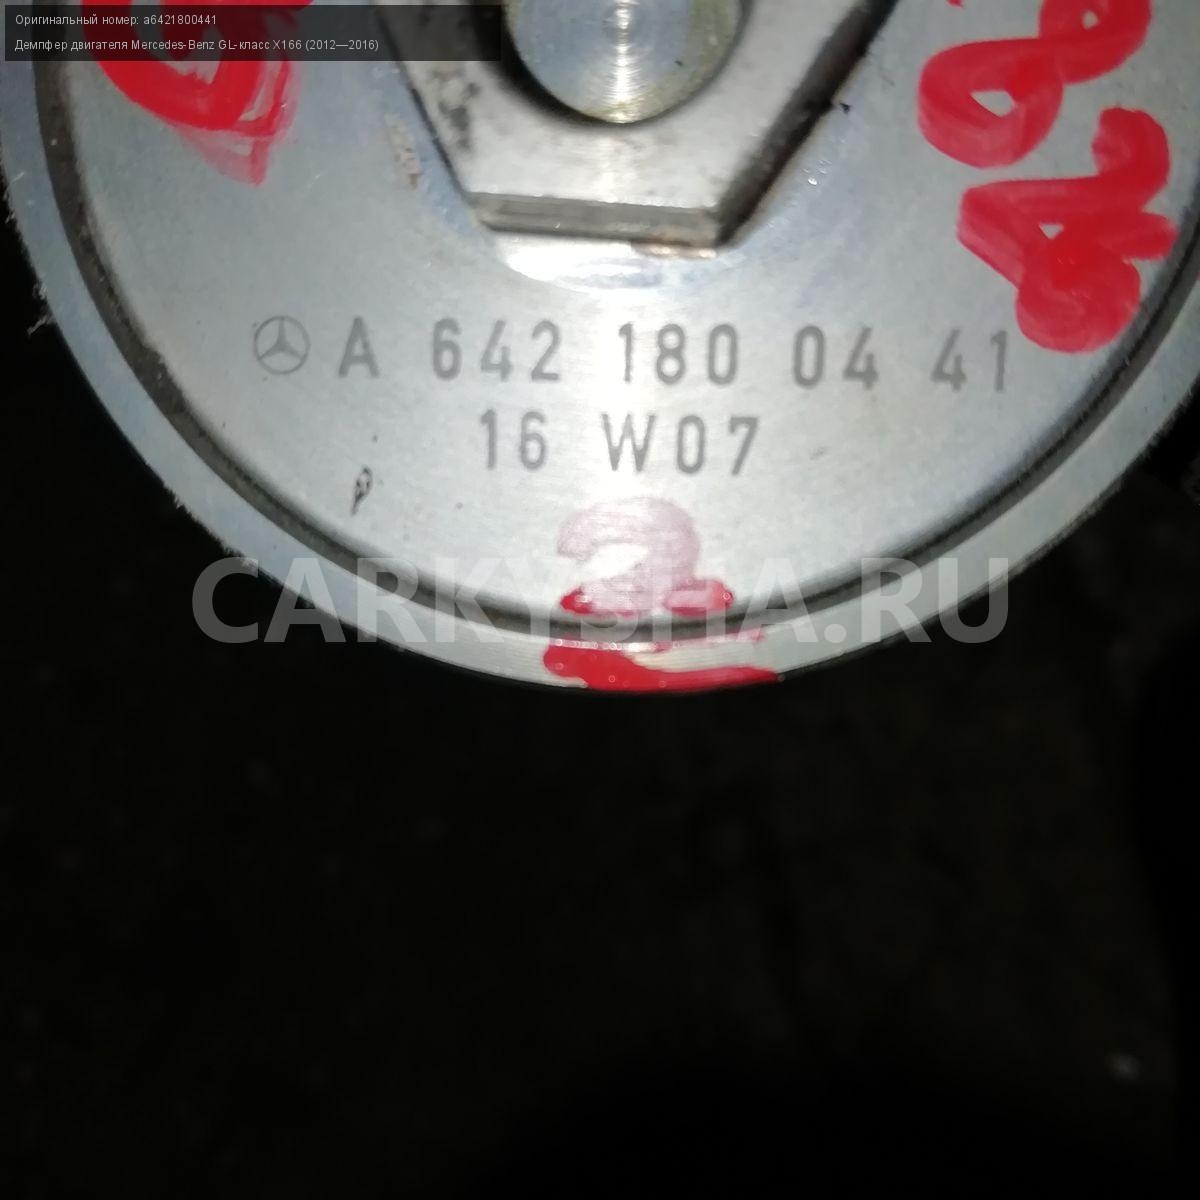 Оригинальный номер: a6421800441
Демпфер двигателя Mercedes-Benz GL-класс X166 (2012—2016)
A 642 180 04 41
16 W07
2
CARKYSHA.RU